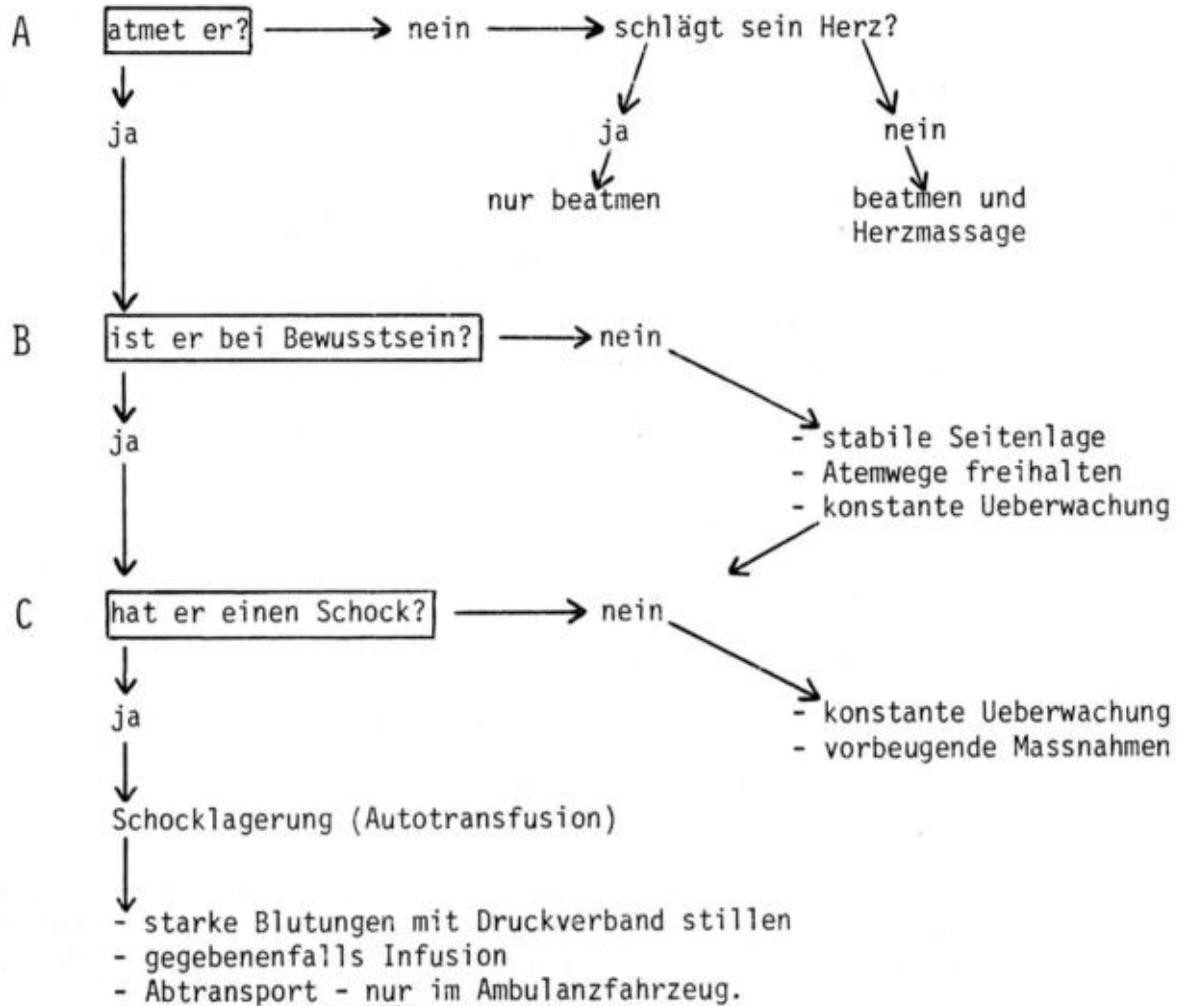 A atmet er? nein schlägt sein Herz?
ja ja nein
nur beatmen beatmen und
Herzmassage
B ist er bei Bewusstsein? nein
ja - stabile Seitenlage
- Atemwege freihalten
- konstante Ueberwachung
C hat er einen Schock? nein
ja - konstante Ueberwachung
- vorbeugende Massnahmen
Schocklagerung (Autotransfusion)
- starke Blutungen mit Druckverband stillen
- gegebenenfalls Infusion
- Abtransport - nur im Ambulanzfahrzeug.